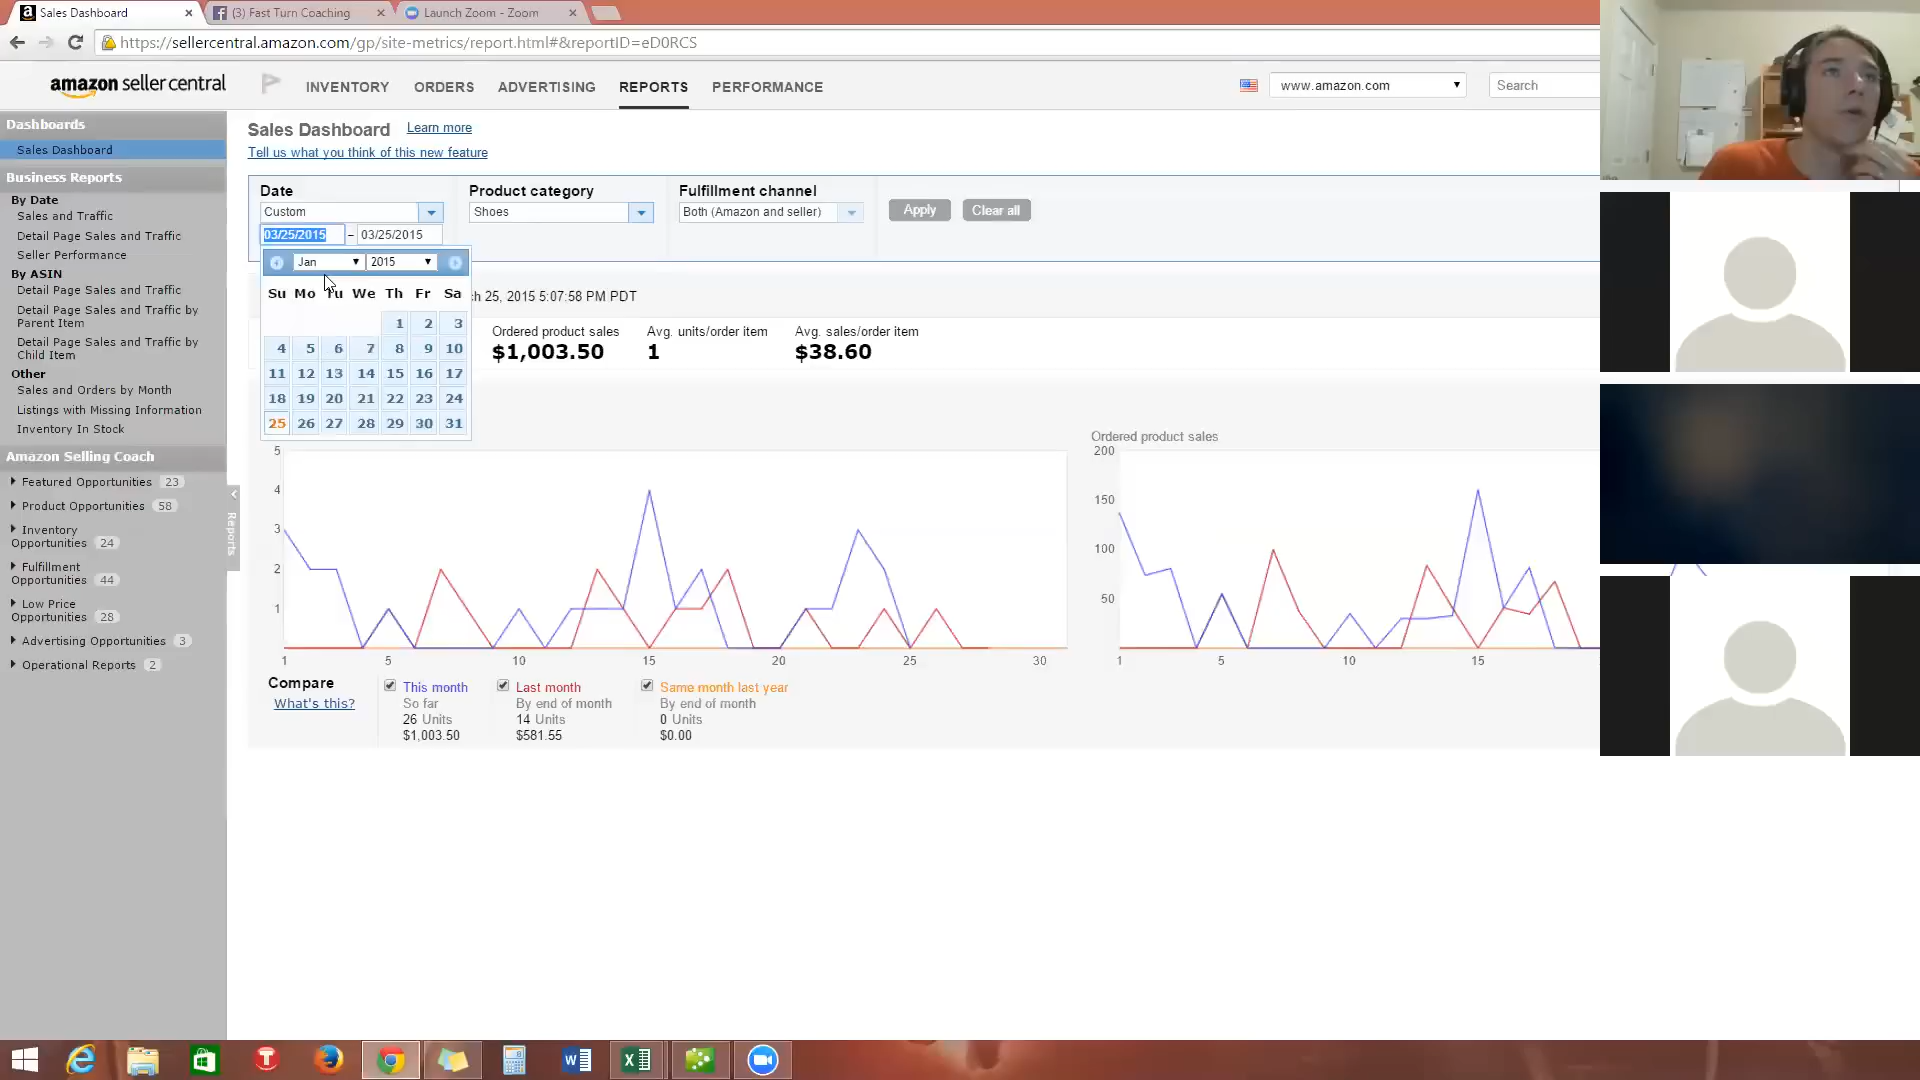 Sales Dashboard
(3) Fast Turn Coaching
Launch Zoom - Zoom
https://sellercentral.amazon.com/gp/site-metrics/report.html#&reportID=eD0RCS
amazon seller central
INVENTORY ORDERS ADVERTISING REPORTS PERFORMANCE
www.amazon.com
Search
Dashboards
Sales Dashboard
Business Reports
By Date
Sales and Traffic
Detail Page Sales and Traffic
Seller Performance
By ASIN
Detail Page Sales and Traffic
Detail Page Sales and Traffic by
Parent Item
Detail Page Sales and Traffic by
Child Item
Other
Sales and Orders by Month
Listings with Missing Information
Inventory In Stock
Amazon Selling Coach
Featured Opportunities 23
Product Opportunities 58
Inventory
Opportunities 24
Fulfillment
Opportunities 44
Low Price
Opportunities 28
Advertising Opportunities 3
Operational Reports 2
Reports
Sales Dashboard Learn more
Tell us what you think of this new feature
Date Product category Fulfillment channel
Custom Shoes Both (Amazon and seller) Apply Clear all
03/25/2015 – 03/25/2015
Jan 2015
Su Mo Tu We Th Fr Sa
1 2 3
4 5 6 7 8 9 10
11 12 13 14 15 16 17
18 19 20 21 22 23 24
25 26 27 28 29 30 31
ch 25, 2015 5:07:58 PM PDT
Ordered product sales Avg. units/order item Avg. sales/order item
$1,003.50 1 $38.60
5
4
3
2
1
1 5 10 15 20 25 30
Ordered product sales
200
150
100
50
1 5 10 15
Compare
What's this?
This month
So far
26 Units
$1,003.50
Last month
By end of month
14 Units
$581.55
Same month last year
By end of month
0 Units
$0.00